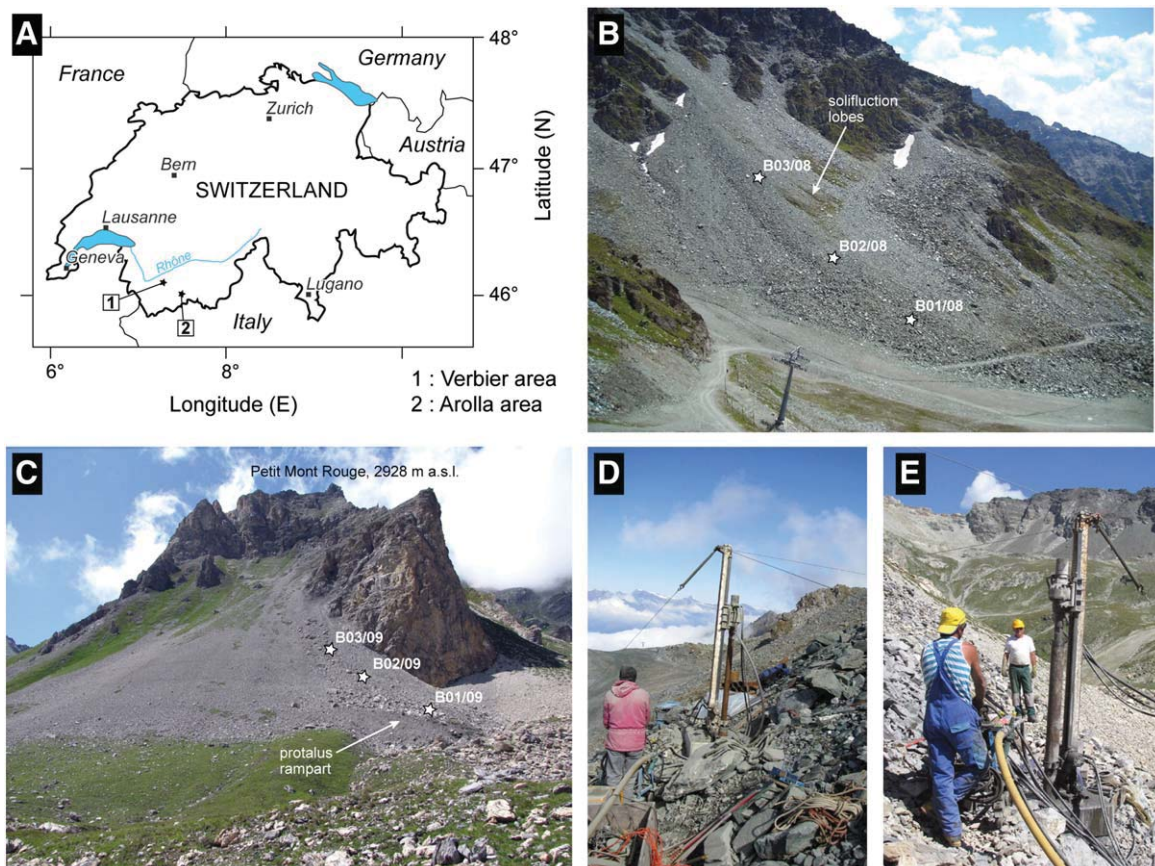 A
France
Germany
48°
Zurich
Austria
Bern
47°
SWITZERLAND
Latitude (N)
Lausanne
Geneva
Rhône
Lugano
46°
1
2
Italy
6°
8°
1 : Verbier area
Longitude (E)
2 : Arolla area
B
solifluction
lobes
B03/08
B02/08
B01/08
C
Petit Mont Rouge, 2928 m a.s.l.
B03/09
B02/09
B01/09
protalus
rampart
D
E